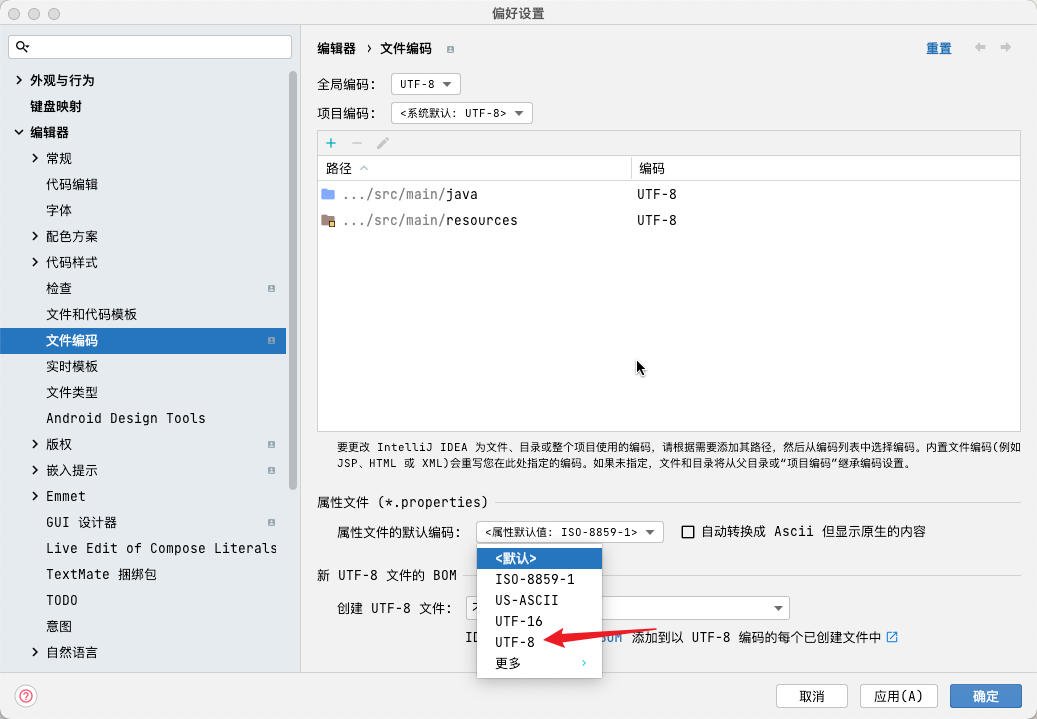 偏好设置
外观与行为
键盘映射
编辑器
常规
代码编辑
字体
配色方案
代码样式
检查
文件和代码模板
文件编码
实时模板
文件类型
Android Design Tools
版权
嵌入提示
Emmet
GUI 设计器
Live Edit of Compose Literals
TextMate 捆绑包
TODO
意图
自然语言
编辑器 › 文件编码
重置
全局编码: UTF-8
项目编码: <系统默认: UTF-8>
路径 编码
.../src/main/java UTF-8
.../src/main/resources UTF-8
要更改 IntelliJ IDEA 为文件、目录或整个项目使用的编码，请根据需要添加其路径，然后从编码列表中选择编码。内置文件编码(例如
JSP、HTML 或 XML)会重写您在此处指定的编码。如果未指定，文件和目录将从父目录或“项目编码”继承编码设置。
属性文件 (*.properties)
属性文件的默认编码: <属性默认值: ISO-8859-1> 自动转换成 Ascii 但显示原生的内容
<默认>
ISO-8859-1
US-ASCII
UTF-16
UTF-8
更多
新 UTF-8 文件的 BOM
创建 UTF-8 文件:
BOM 添加到以 UTF-8 编码的每个已创建文件中
取消 应用(A) 确定